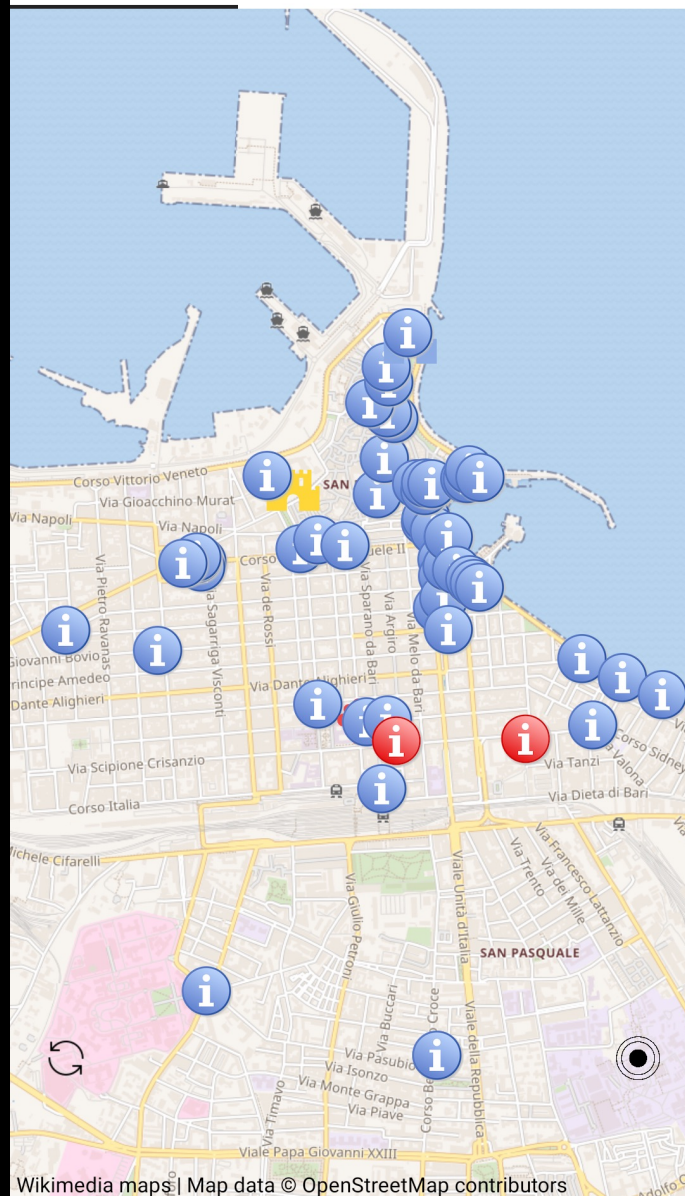 Corso Vittorio Veneto
Via Gioacchino Murat
Via Napoli
Via Napoli
SAN
Corso
uele II
Via Pietro Ravanas
Via de Rossi
Via Sparano da Bari
Via Argiro
Via Melo da Bari
a Sagarriga Visconti
Giovanni Bovio
rincipe Amedeo
Dante Alighieri
Via Dante Alighieri
Via Scipione Crisanzio
Corso Italia
Corso Sidney
Valona
Via Tanzi
Via Dieta di Bari
Michele Cifarelli
Via Giulio Petroni
Viale Unità d'Italia
Via Trento
Via dei Mille
Via Francesco Lattanzio
SAN PASQUALE
Via Buccari
Corso Be
o Croce
Viale della Repubblica
Via Pasubio
Via Isonzo
Via Monte Grappa
Via Piave
Via Timavo
Viale Papa Giovanni XXIII
Wikimedia maps | Map data © OpenStreetMap contributors